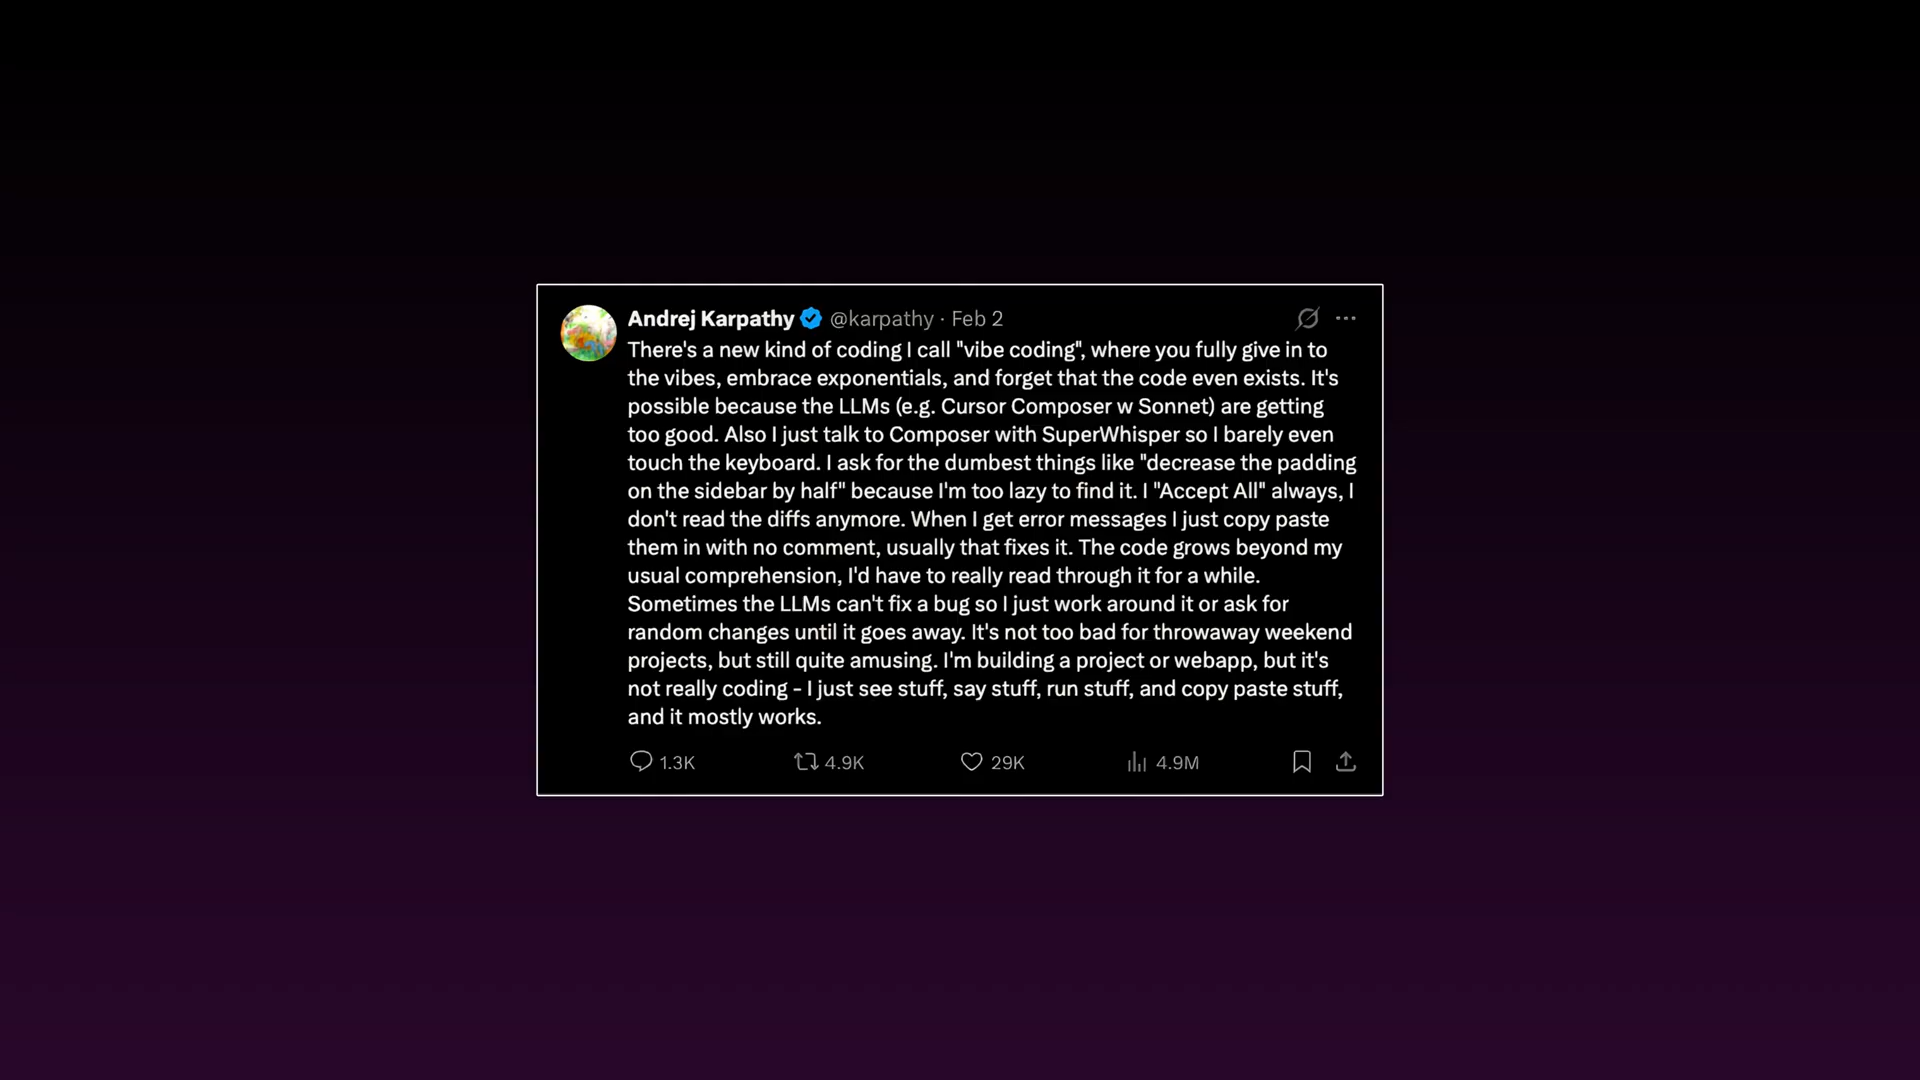 Andrej Karpathy @karpathy · Feb 2
There's a new kind of coding I call "vibe coding", where you fully give in to
the vibes, embrace exponentials, and forget that the code even exists. It's
possible because the LLMs (e.g. Cursor Composer w Sonnet) are getting
too good. Also I just talk to Composer with SuperWhisper so I barely even
touch the keyboard. I ask for the dumbest things like "decrease the padding
on the sidebar by half" because I'm too lazy to find it. I "Accept All" always, I
don't read the diffs anymore. When I get error messages I just copy paste
them in with no comment, usually that fixes it. The code grows beyond my
usual comprehension, I'd have to really read through it for a while.
Sometimes the LLMs can't fix a bug so I just work around it or ask for
random changes until it goes away. It's not too bad for throwaway weekend
projects, but still quite amusing. I'm building a project or webapp, but it's
not really coding - I just see stuff, say stuff, run stuff, and copy paste stuff,
and it mostly works.
1.3K 4.9K 29K 4.9M